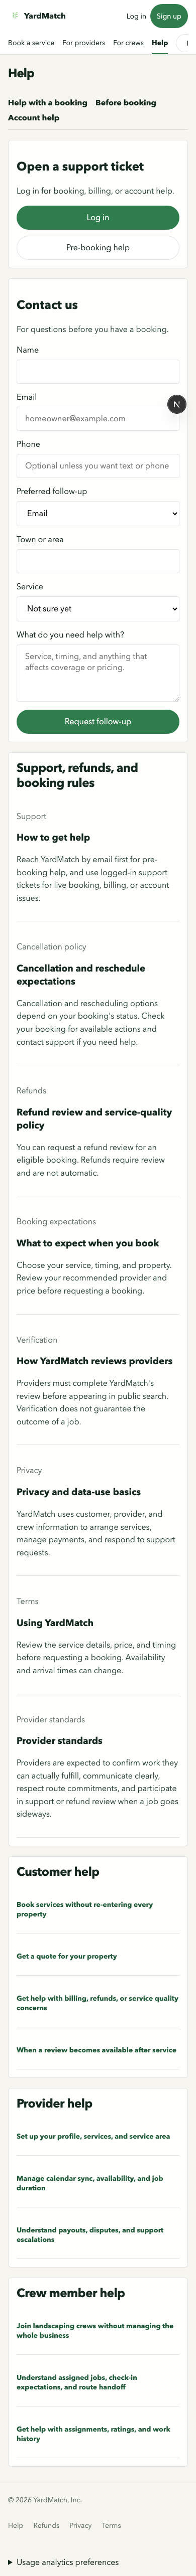 YardMatch
Log in
Sign up
Book a service
For providers
For crews
Help
Help
Help with a booking
Before booking
Account help
Open a support ticket
Log in for booking, billing, or account help.
Log in
Pre-booking help
Contact us
For questions before you have a booking.
Name
Email
homeowner@example.com
N
Phone
Optional unless you want text or phone
Preferred follow-up
Email
Town or area
Service
Not sure yet
What do you need help with?
Service, timing, and anything that
affects coverage or pricing.
Request follow-up
Support, refunds, and
booking rules
Support
How to get help
Reach YardMatch by email first for pre-
booking help, and use logged-in support
tickets for live booking, billing, or account
issues.
Cancellation policy
Cancellation and reschedule
expectations
Cancellation and rescheduling options
depend on your booking's status. Check
your booking for available actions and
contact support if you need help.
Refunds
Refund review and service-quality
policy
You can request a refund review for an
eligible booking. Refunds require review
and are not automatic.
Booking expectations
What to expect when you book
Choose your service, timing, and property.
Review your recommended provider and
price before requesting a booking.
Verification
How YardMatch reviews providers
Providers must complete YardMatch's
review before appearing in public search.
Verification does not guarantee the
outcome of a job.
Privacy
Privacy and data-use basics
YardMatch uses customer, provider, and
crew information to arrange services,
manage payments, and respond to support
requests.
Terms
Using YardMatch
Review the service details, price, and timing
before requesting a booking. Availability
and arrival times can change.
Provider standards
Provider standards
Providers are expected to confirm work they
can actually fulfill, communicate clearly,
respect route commitments, and participate
in support or refund review when a job goes
sideways.
Customer help
Book services without re-entering every
property
Get a quote for your property
Get help with billing, refunds, or service quality
concerns
When a review becomes available after service
Provider help
Set up your profile, services, and service area
Manage calendar sync, availability, and job
duration
Understand payouts, disputes, and support
escalations
Crew member help
Join landscaping crews without managing the
whole business
Understand assigned jobs, check-in
expectations, and route handoff
Get help with assignments, ratings, and work
history
© 2026 YardMatch, Inc.
Help
Refunds
Privacy
Terms
Usage analytics preferences